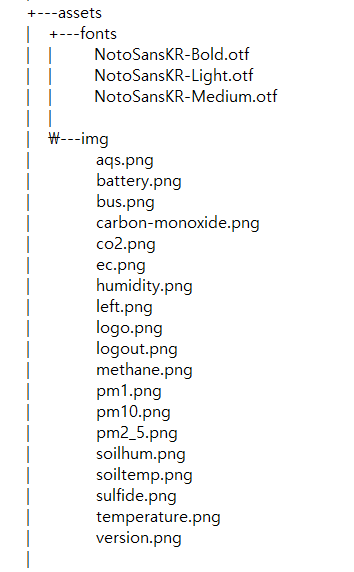 +---assets
|   +---fonts
|   |       NotoSansKR-Bold.otf
|   |       NotoSansKR-Light.otf
|   |       NotoSansKR-Medium.otf
|   |
|   ₩---img
|           aqs.png
|           battery.png
|           bus.png
|           carbon-monoxide.png
|           co2.png
|           ec.png
|           humidity.png
|           left.png
|           logo.png
|           logout.png
|           methane.png
|           pm1.png
|           pm10.png
|           pm2_5.png
|           soilhum.png
|           soiltemp.png
|           sulfide.png
|           temperature.png
|           version.png
|